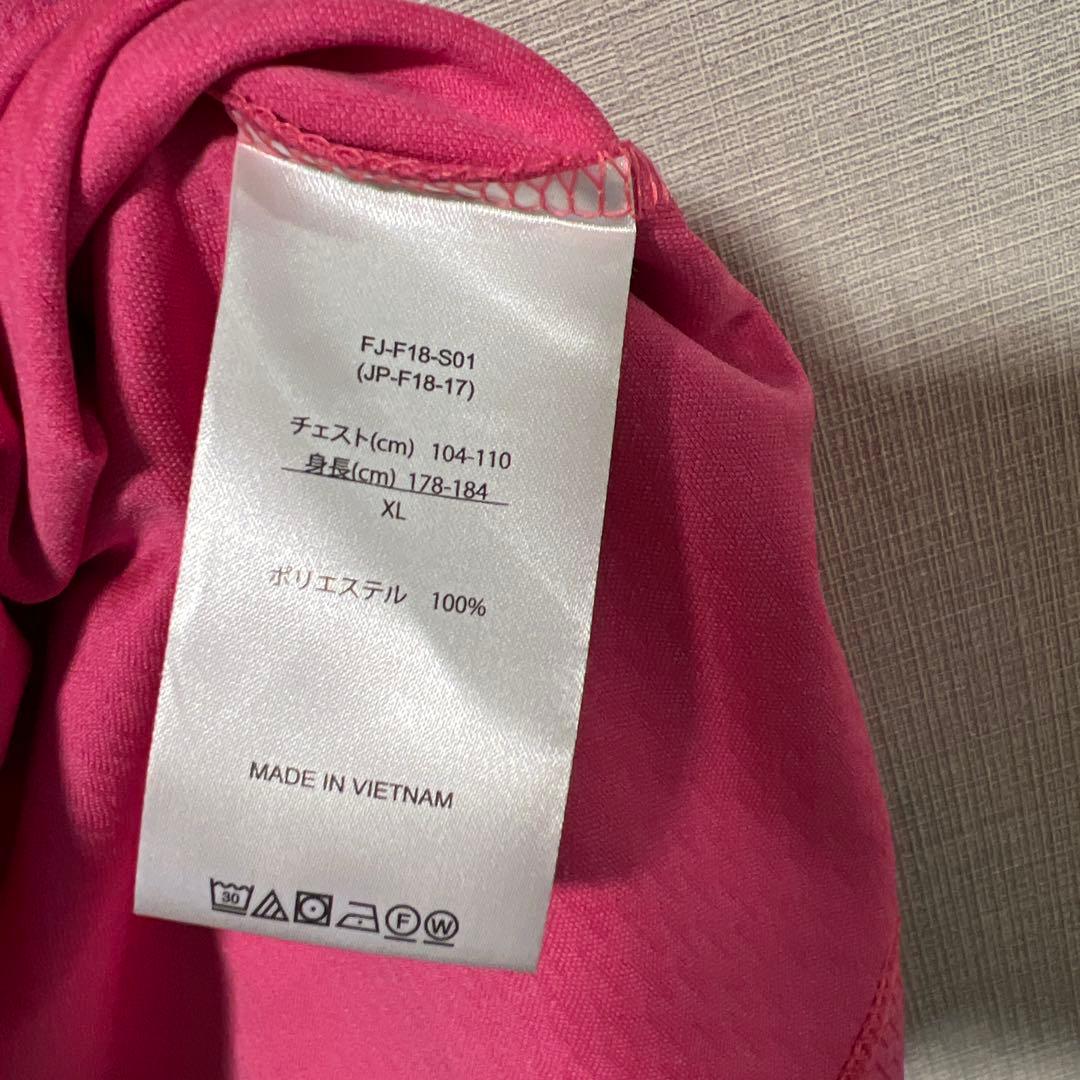 FJ-F18-S01
(JP-F18-17)
チェスト(cm) 104-110
身長(cm) 178-184
XL
ポリエステル 100%
MADE IN VIETNAM
30 F W